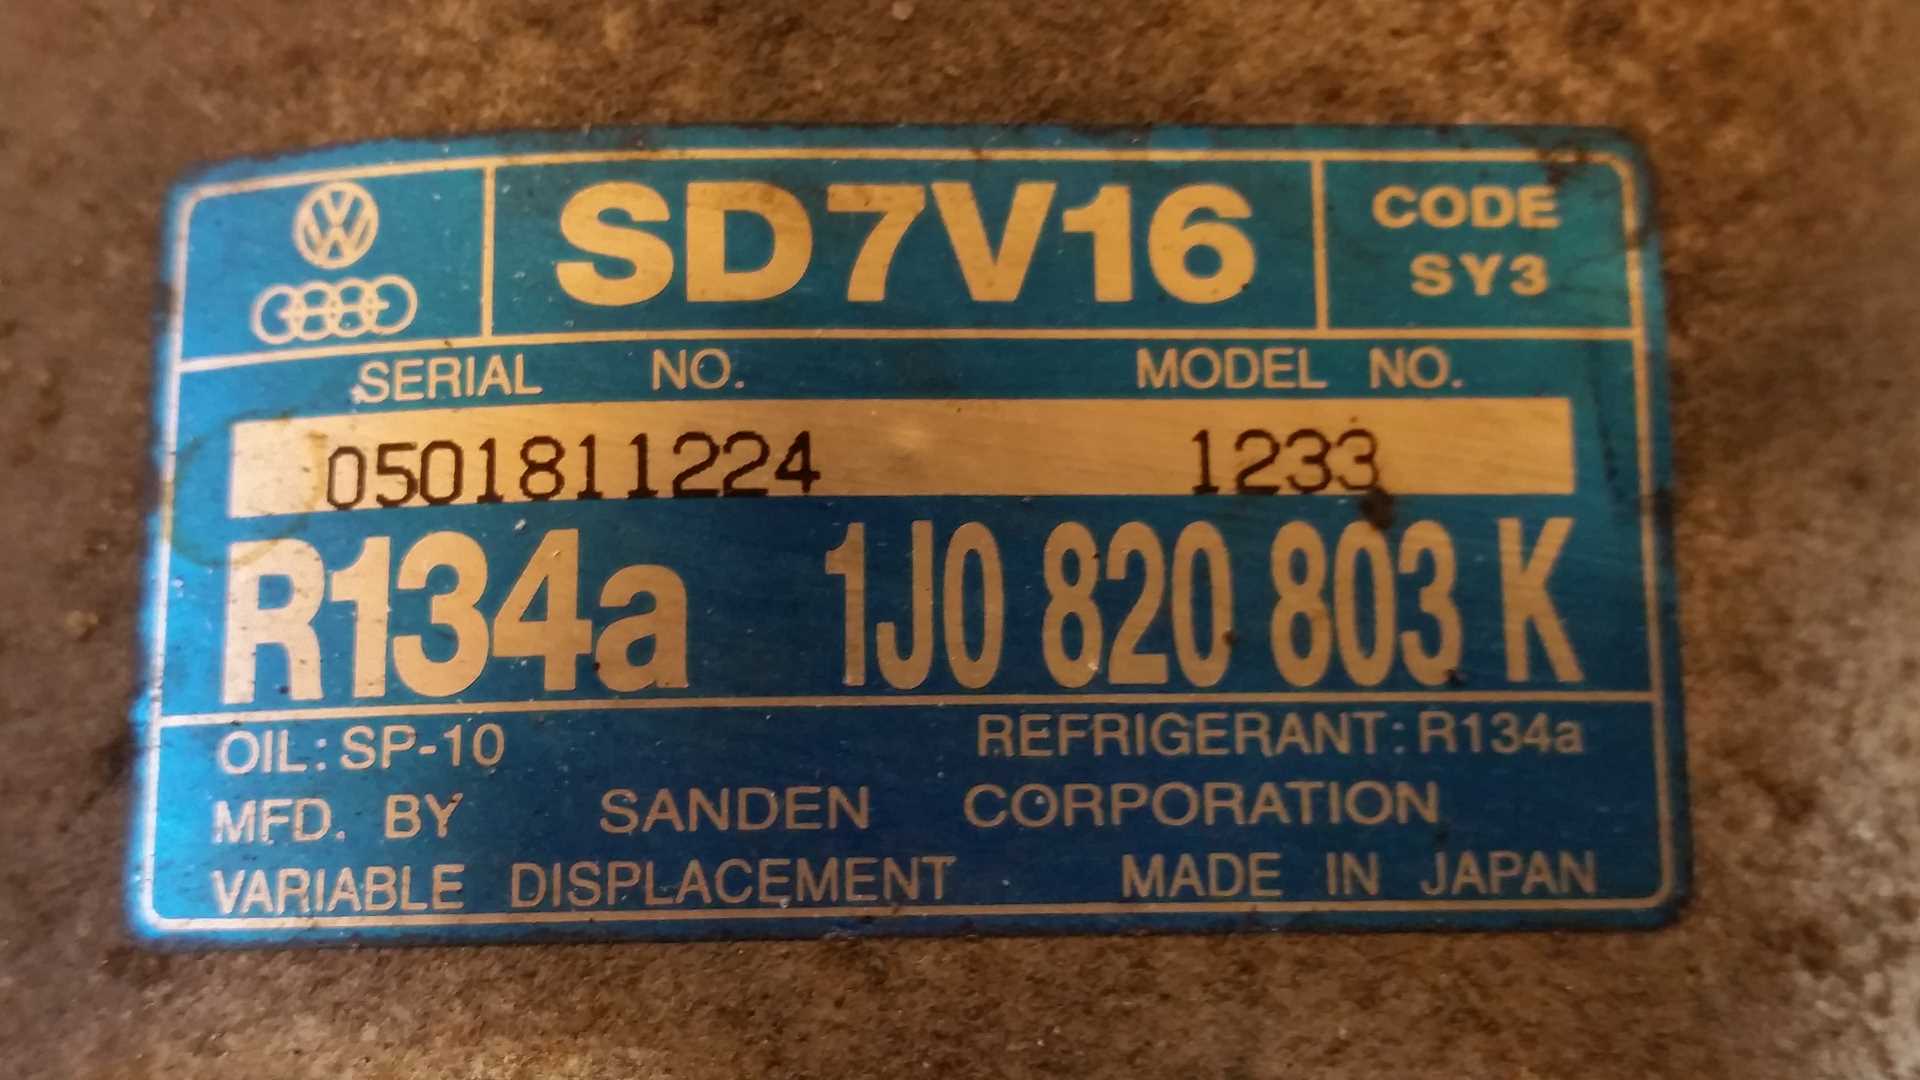 SD7V16
CODE
SY3
SERIAL NO. MODEL NO.
0501811224 1233
R134a 1J0 820 803 K
OIL: SP-10 REFRIGERANT: R134a
MFD. BY SANDEN CORPORATION
VARIABLE DISPLACEMENT MADE IN JAPAN